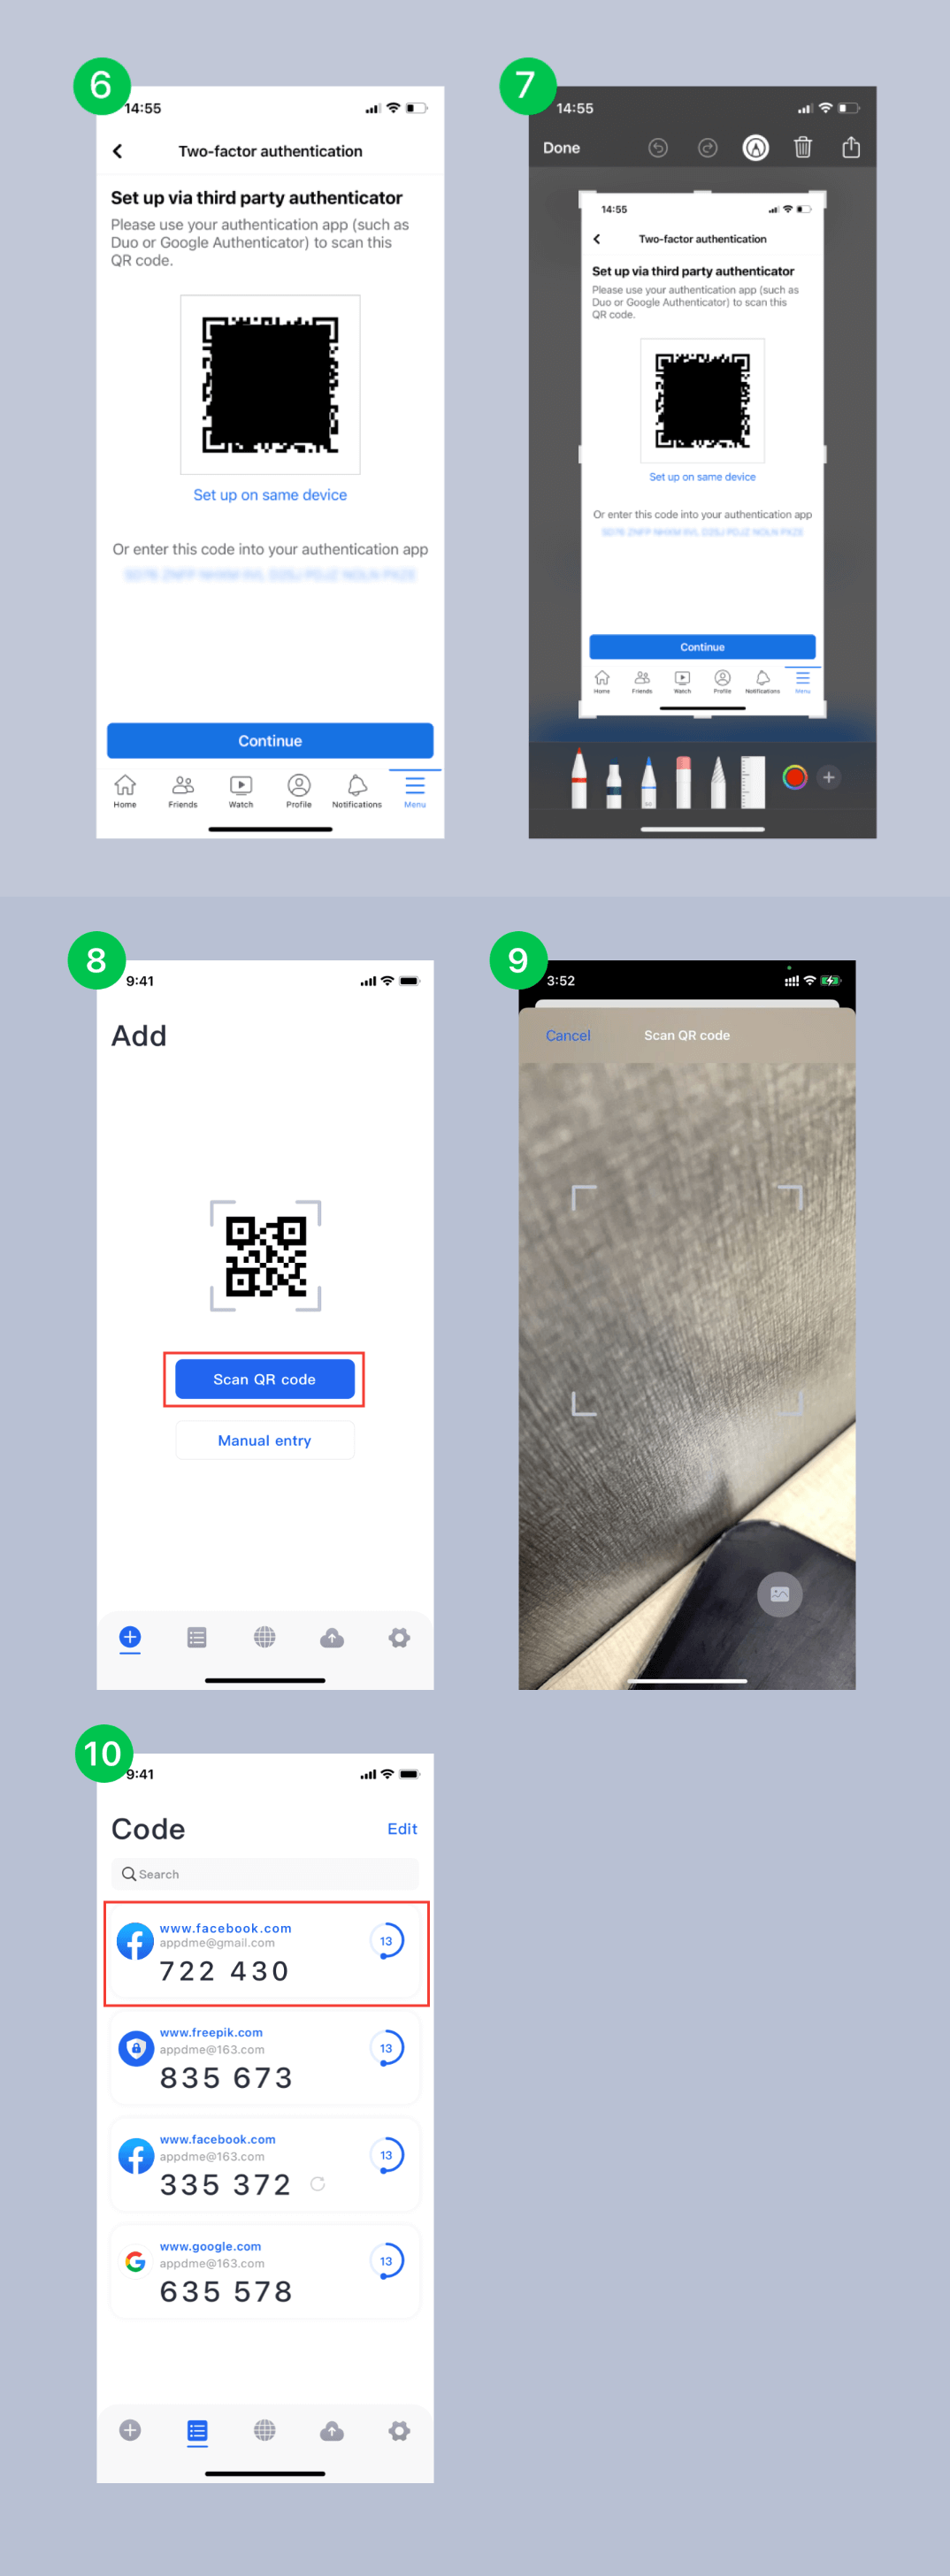 6
14:55
Two-factor authentication
Set up via third party authenticator
Please use your authentication app (such as
Duo or Google Authenticator) to scan this
QR code.
Set up on same device
Or enter this code into your authentication app
Continue
Home Friends Watch Profile Notifications Menu
7
14:55
Done
14:55
Two-factor authentication
Set up via third party authenticator
Please use your authentication app (such as
Duo or Google Authenticator) to scan this
QR code.
Set up on same device
Or enter this code into your authentication app
Continue
Home Friends Watch Profile Notifications Menu
8
9:41
Add
Scan QR code
Manual entry
9
3:52
Cancel Scan QR code
10
9:41
Code Edit
Search
www.facebook.com
appdme@gmail.com
13
722 430
www.freepik.com
appdme@163.com
13
835 673
www.facebook.com
appdme@163.com
13
335 372
www.google.com
appdme@163.com
13
635 578